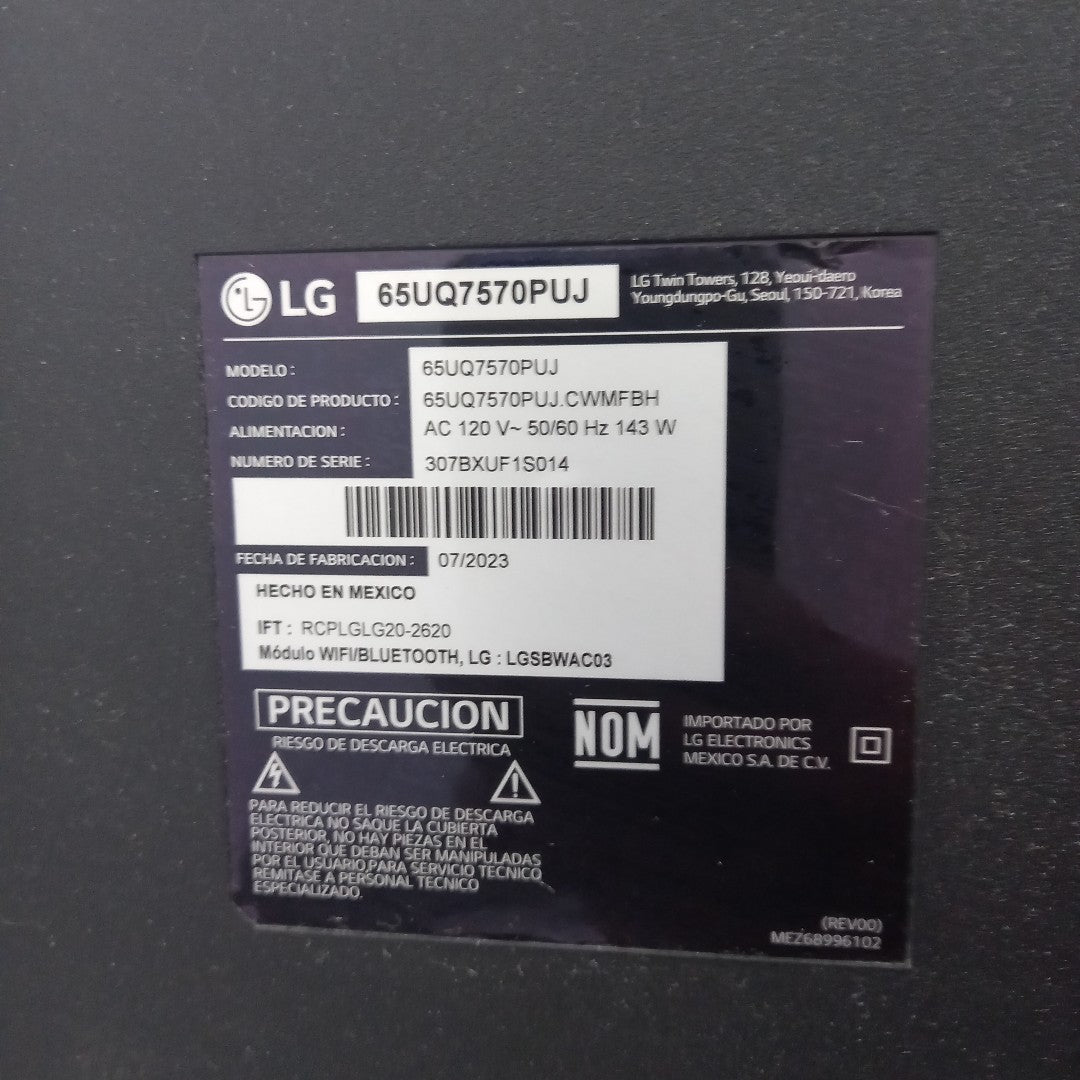 LG 65UQ7570PUJ
LG Twin Towers, 128, Yeoui-daero
Youngdungpo-Gu, Seoul, 150-721, Korea
MODELO : 65UQ7570PUJ
CODIGO DE PRODUCTO : 65UQ7570PUJ.CWMFBH
ALIMENTACION : AC 120 V~ 50/60 Hz 143 W
NUMERO DE SERIE : 307BXUF1S014
FECHA DE FABRICACION : 07/2023
HECHO EN MEXICO
IFT : RCPLGLG20-2620
Módulo WIFI/BLUETOOTH, LG : LGSBWAC03
PRECAUCION
RIESGO DE DESCARGA ELECTRICA
PARA REDUCIR EL RIESGO DE DESCARGA
ELECTRICA NO SAQUE LA CUBIERTA
POSTERIOR, NO HAY PIEZAS EN EL
INTERIOR QUE DEBAN SER MANIPULADAS
POR EL USUARIO,PARA SERVICIO TECNICO
REMITASE A PERSONAL TECNICO
ESPECIALIZADO.
NOM
IMPORTADO POR
LG ELECTRONICS
MEXICO S.A. DE C.V.
(REV00)
MEZ68996102